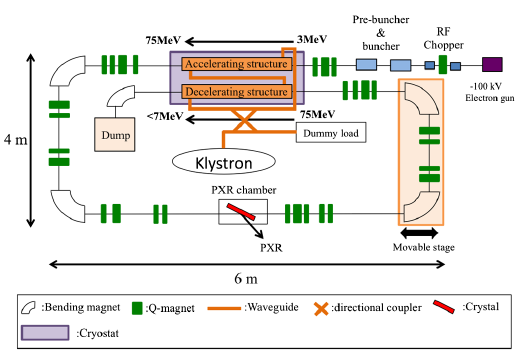 Pre-buncher
&
buncher
RF
Chopper
75MeV
3MeV
Accelerating structure
-100 kV
Electron gun
Decelerating structure
4 m
Dump
<7MeV
75MeV
Dummy load
Klystron
PXR chamber
PXR
Movable stage
6 m
:Bending magnet
:Q-magnet
:Waveguide
:directional coupler
:Crystal
:Cryostat